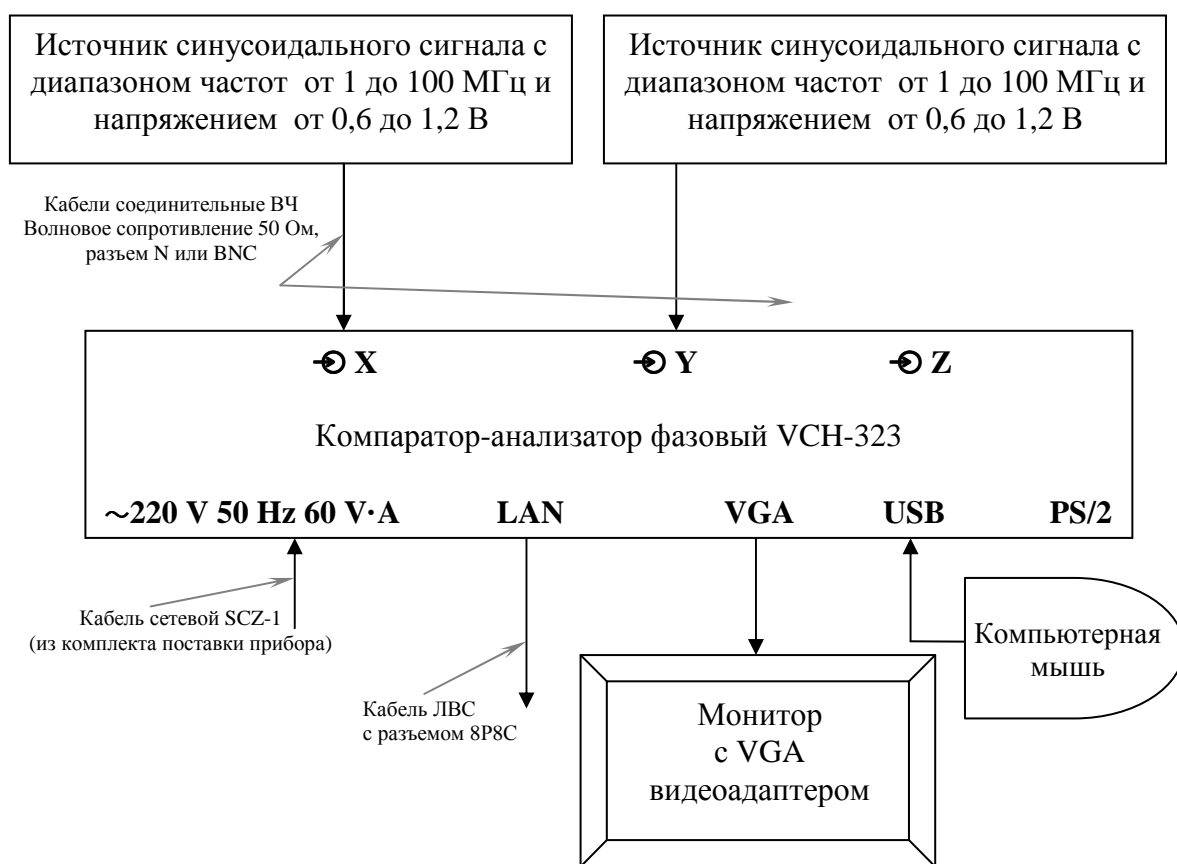 Источник синусоидального сигнала с
диапазоном частот от 1 до 100 МГц и
напряжением от 0,6 до 1,2 В
Источник синусоидального сигнала с
диапазоном частот от 1 до 100 МГц и
напряжением от 0,6 до 1,2 В
Кабели соединительные ВЧ
Волновое сопротивление 50 Ом,
разъем N или BNC
X
Y
Z
Компаратор-анализатор фазовый VCH-323
~220 V 50 Hz 60 V·A
LAN
VGA
USB
PS/2
Кабель сетевой SCZ-1
(из комплекта поставки прибора)
Кабель ЛВС
с разъемом 8P8C
Монитор
с VGA
видеоадаптером
Компьютерная
мышь